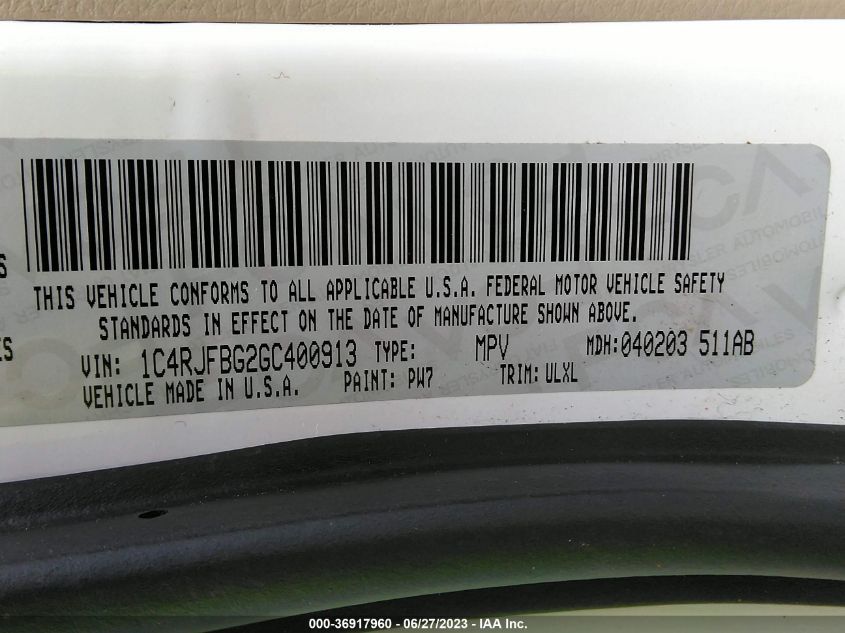 S
THIS VEHICLE CONFORMS TO ALL APPLICABLE U.S.A. FEDERAL MOTOR VEHICLE SAFETY
STANDARDS IN EFFECT ON THE DATE OF MANUFACTURE SHOWN ABOVE.
ES
VIN: 1C4RJFBG2GC400913 TYPE: MPV MDH:040203 511AB
VEHICLE MADE IN U.S.A. PAINT: PW7 TRIM: ULXL
000-36917960 - 06/27/2023 - IAA Inc.